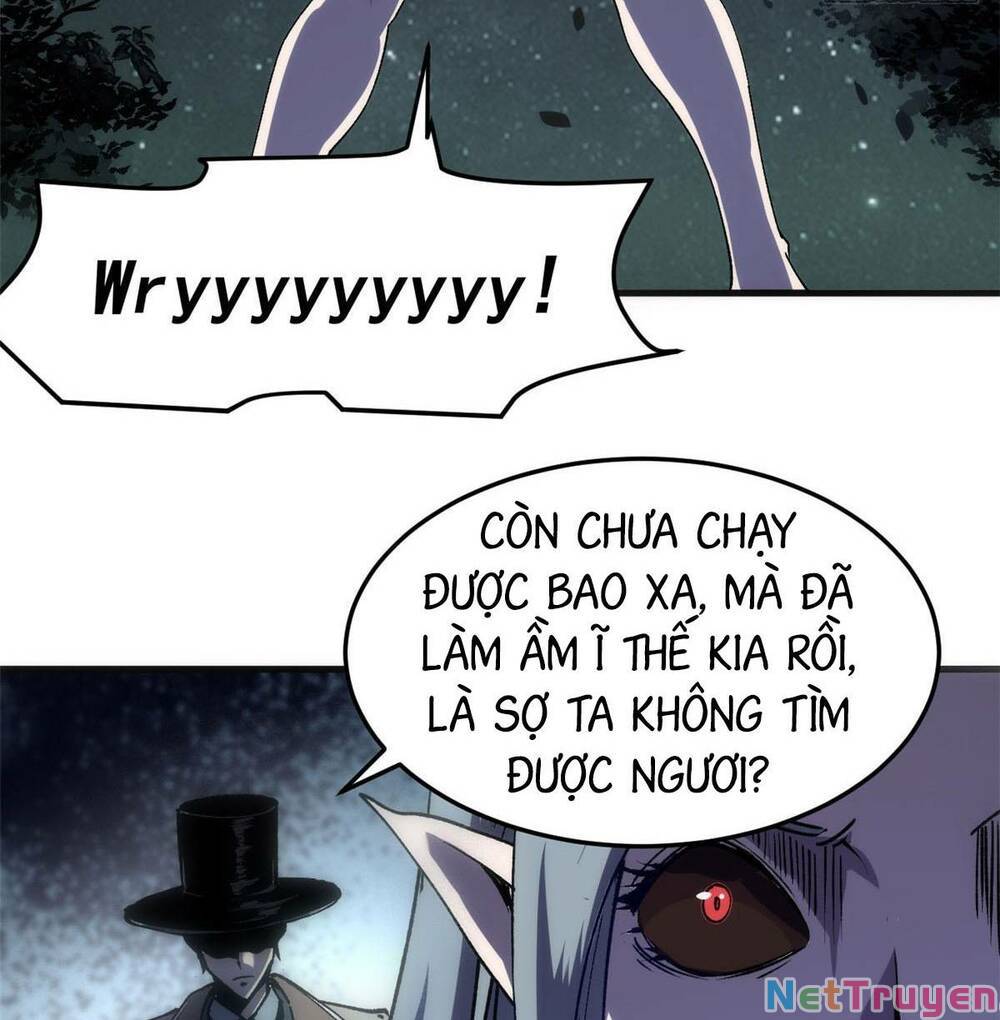 Wryyyyyyyyy!
CÒN CHƯA CHẠY
ĐƯỢC BAO XA, MÀ ĐÃ
LÀM ẦM Ĩ THẾ KIA RỒI,
LÀ SỢ TA KHÔNG TÌM
ĐƯỢC NGƯƠI?
NetTruyen